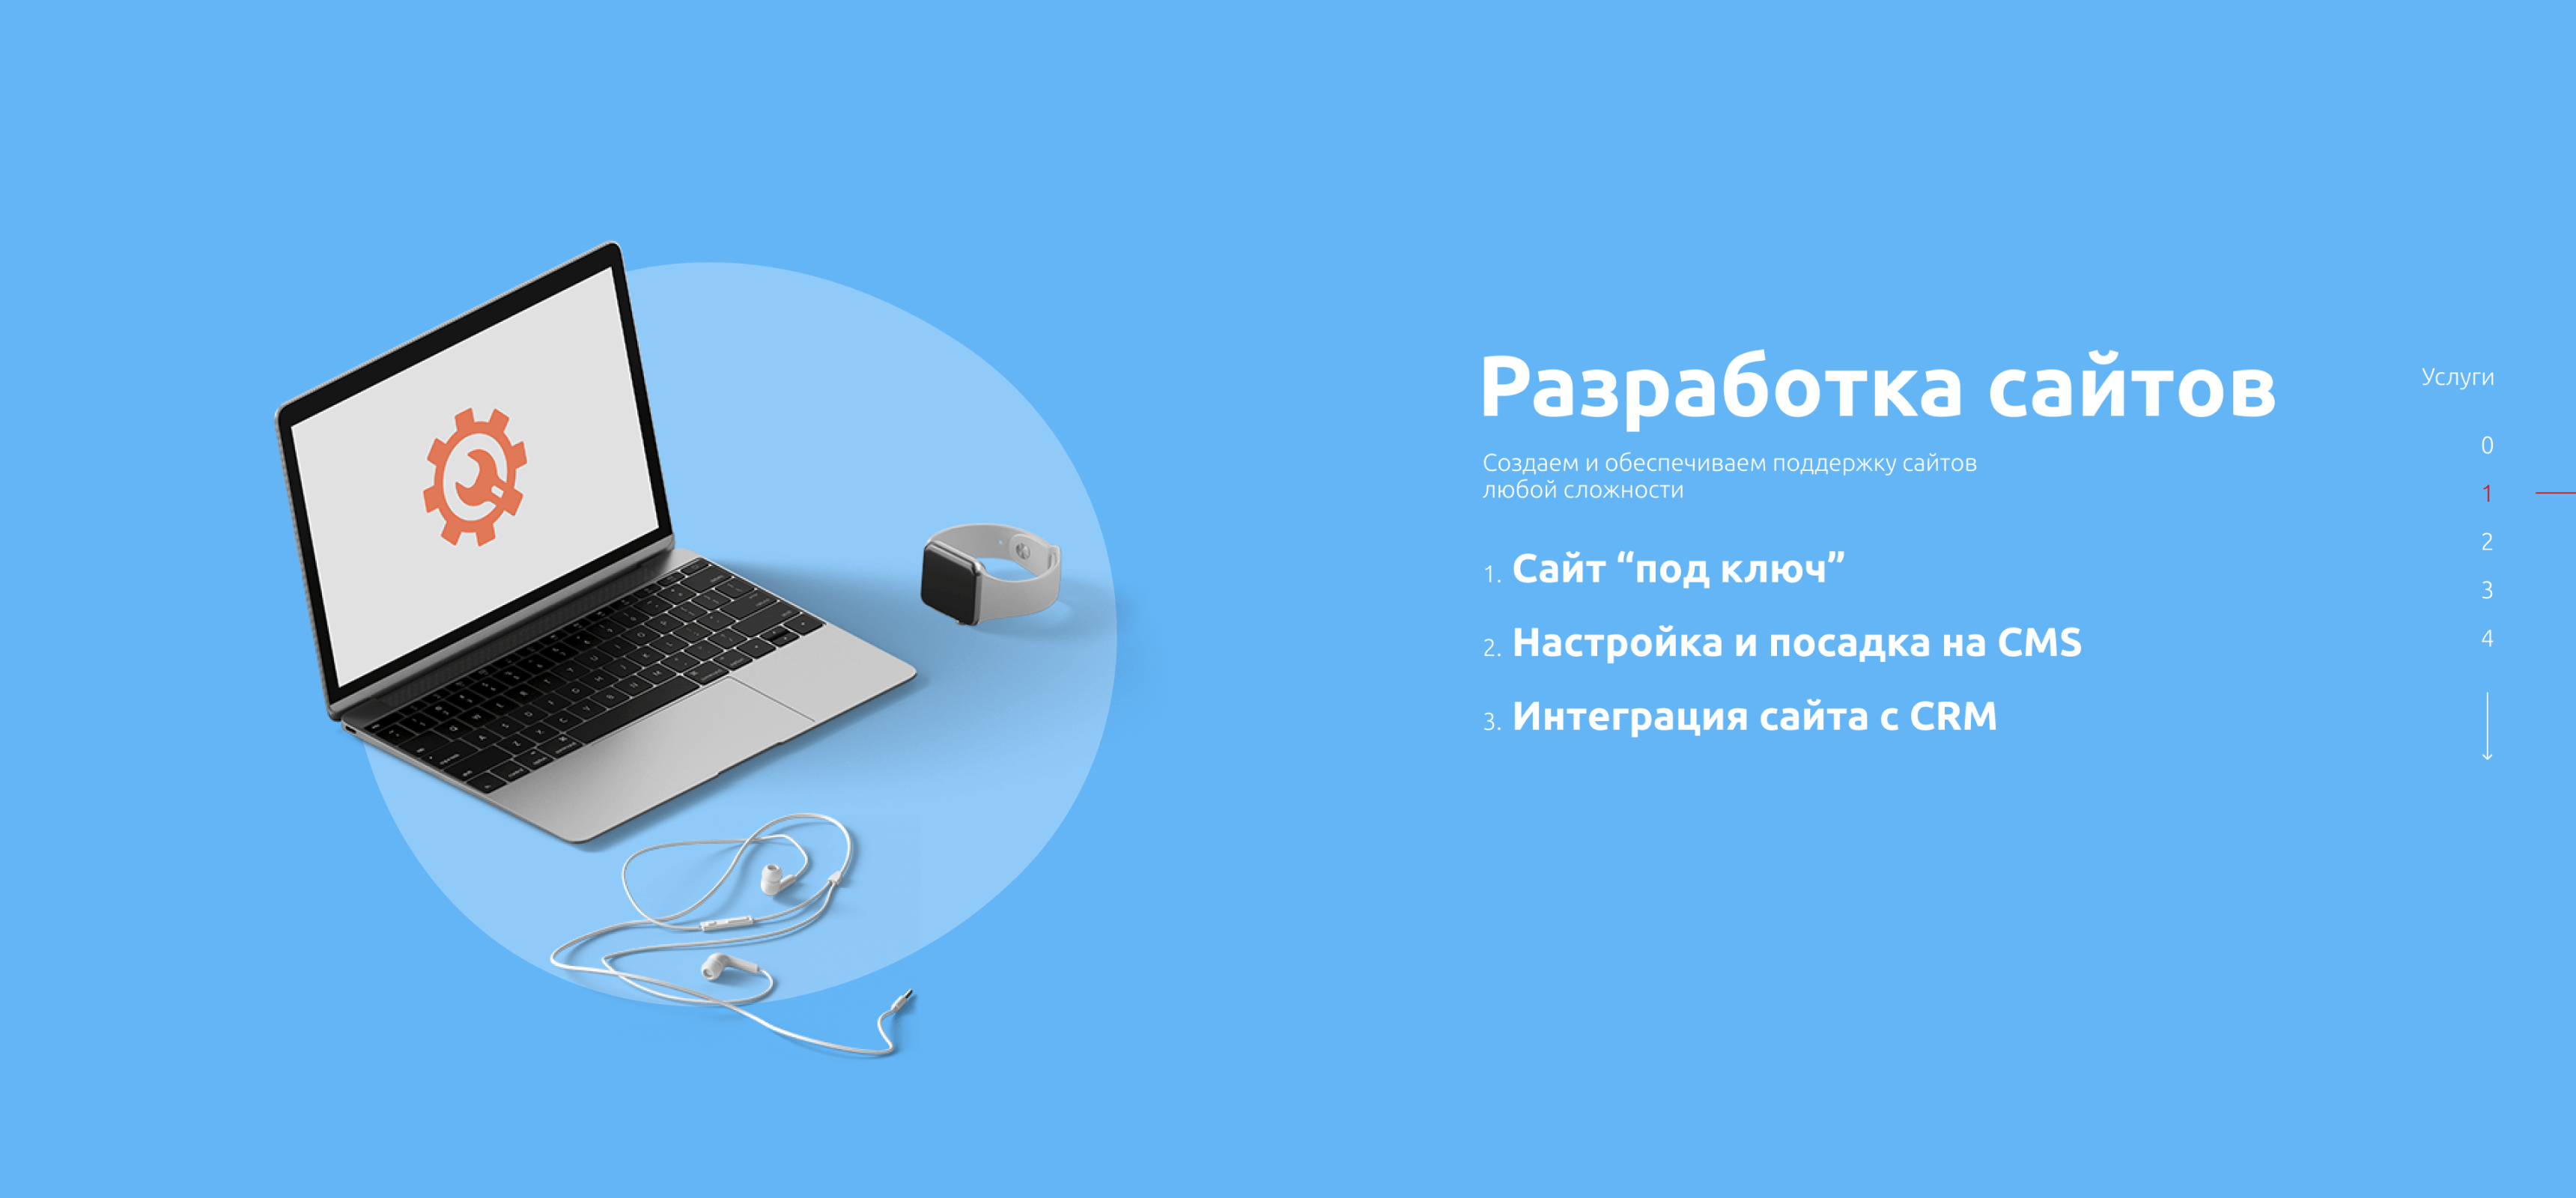 Разработка сайтов
Создаем и обеспечиваем поддержку сайтов
любой сложности
1. Сайт “под ключ”
2. Настройка и посадка на CMS
3. Интеграция сайта с CRM
Услуги
0
1
2
3
4